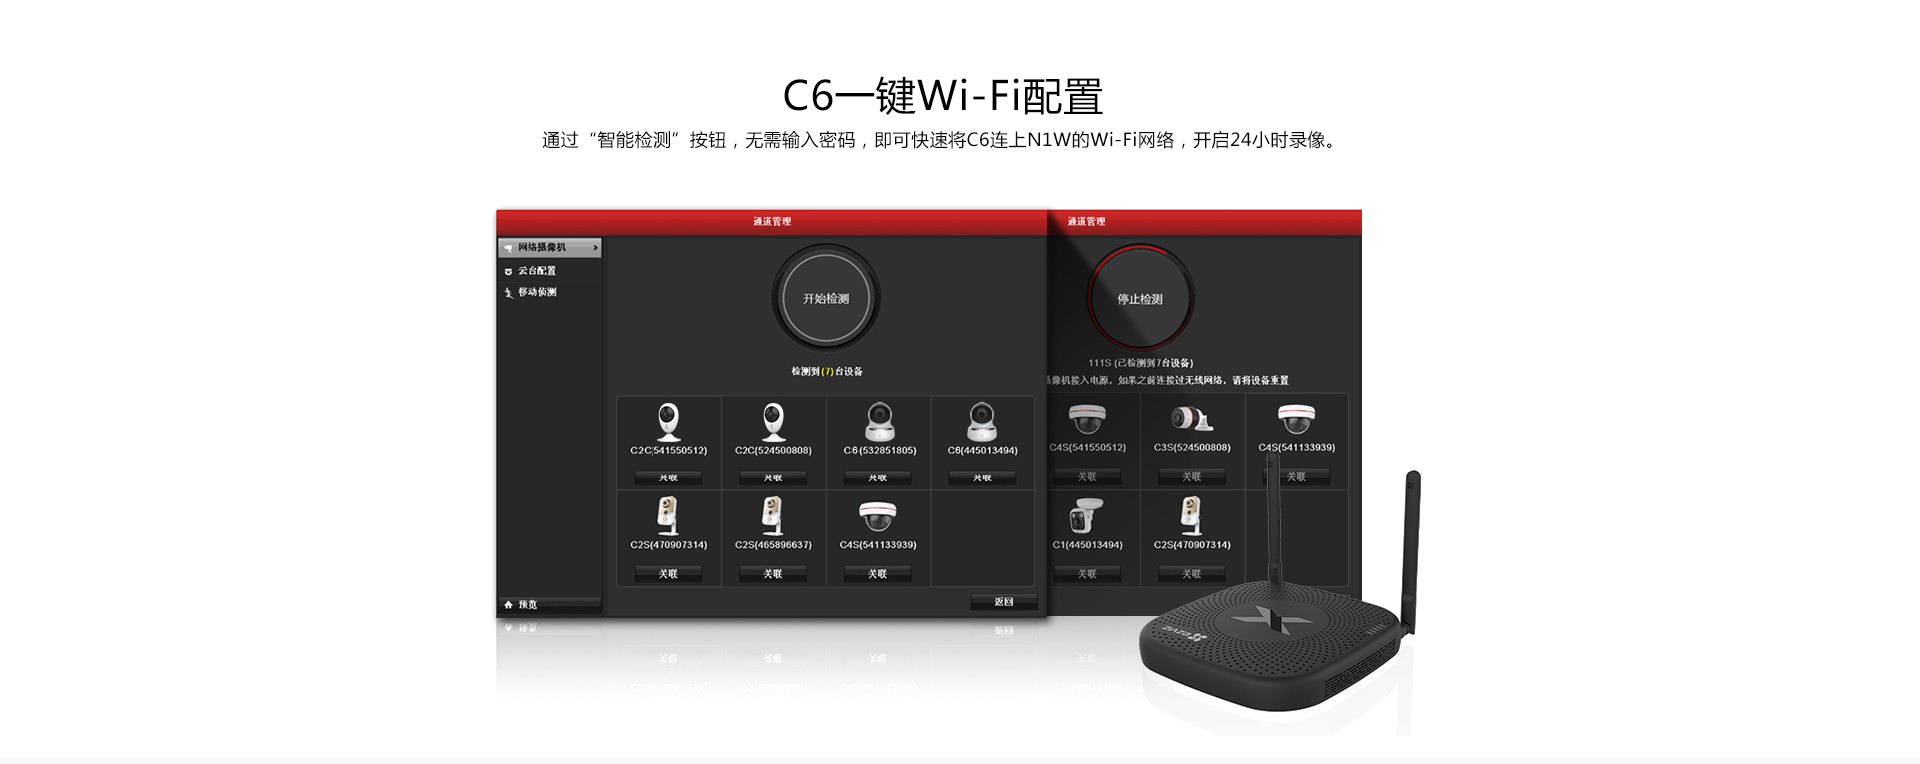 C6一键Wi-Fi配置
通过“智能检测”按钮，无需输入密码，即可快速将C6连上N1W的Wi-Fi网络，开启24小时录像。
通道管理
网络摄像机
云台配置
移动侦测
开始检测
检测到(7)台设备
C2C(541550512) C2C(524500808) C6(532851805) C6(445013494)
关联 关联 关联 关联
C2S(470907314) C2S(465896637) C4S(541133939)
关联 关联 关联
预览
返回
通道管理
停止检测
111S (已检测到7台设备)
摄像机接入电源。如果之前连接过无线网络，请将设备重置
C4S(541550512) C3S(524500808) C4S(541133939)
关联 关联 关联
C1(445013494) C2S(470907314)
关联 关联
EZVIZ